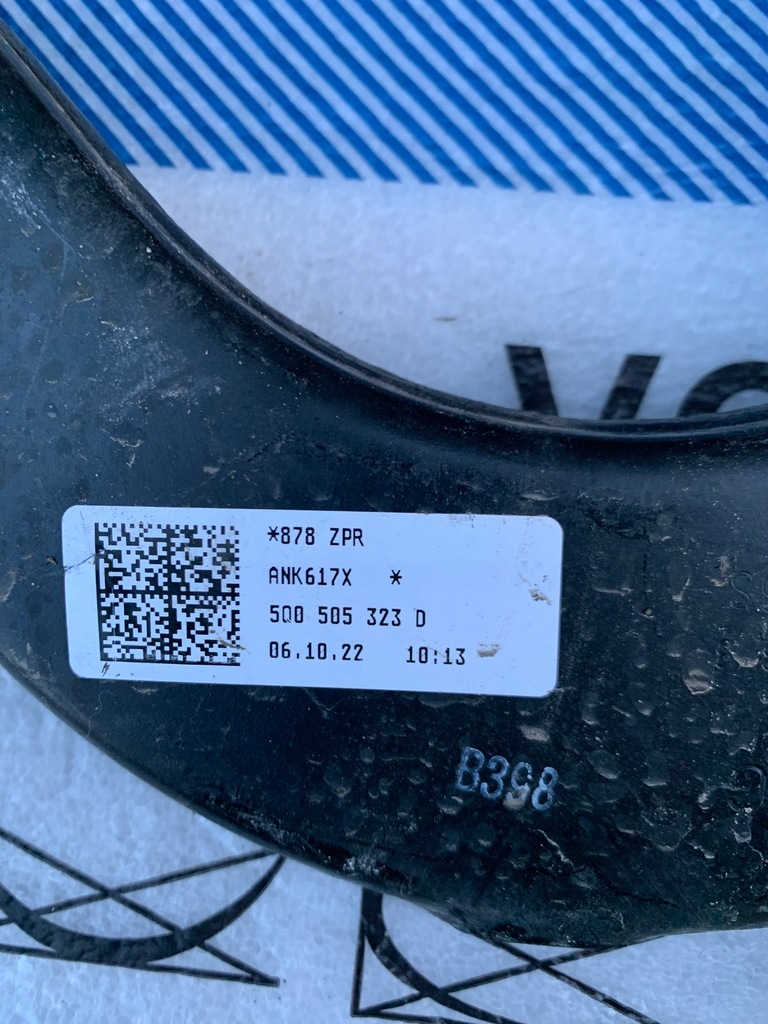 *878 ZPR
ANK617X *
5Q0 505 323 D
06.10.22 10:13
B398